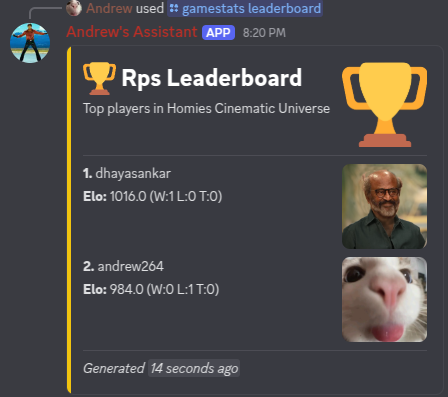 Andrew used gamestats leaderboard
Andrew's Assistant APP 8:20 PM
Rps Leaderboard
Top players in Homies Cinematic Universe
1. dhayasankar
Elo: 1016.0 (W:1 L:0 T:0)
2. andrew264
Elo: 984.0 (W:0 L:1 T:0)
Generated 14 seconds ago